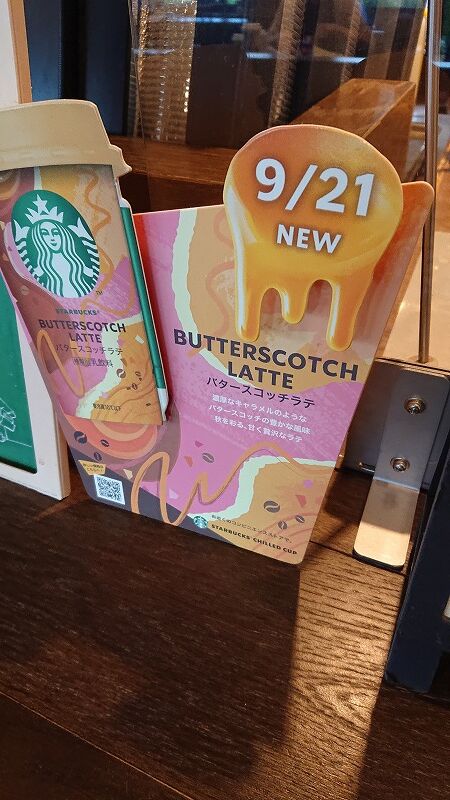 9/21
NEW
STARBUCKS®
BUTTERSCOTCH
LATTE
バタースコッチラテ
BUTTERSCOTCH
LATTE
バタースコッチラテ
濃厚なキャラメルのような
バタースコッチの豊かな風味
秋を彩る、甘く贅沢なラテ
STARBUCKS® CHILLED CUP